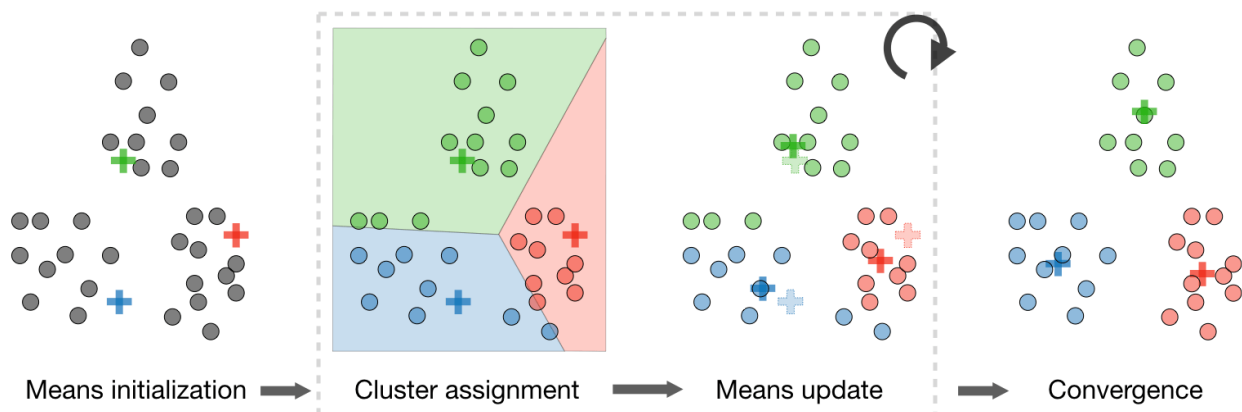 Means initialization
Cluster assignment
Means update
Convergence